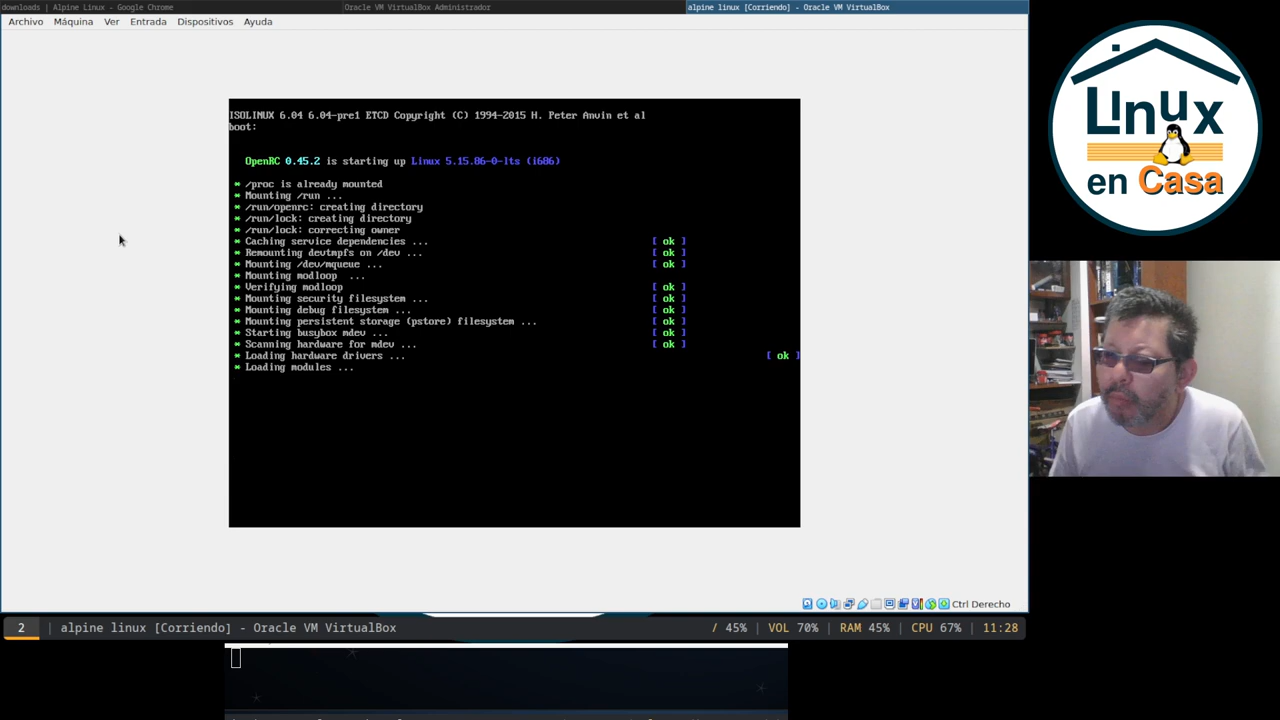 downloads | Alpine Linux - Google Chrome
Oracle VM VirtualBox Administrador
alpine linux [Corriendo] - Oracle VM VirtualBox
Archivo Máquina Ver Entrada Dispositivos Ayuda
ISOLINUX 6.04 6.04-pre1 ETCD Copyright (C) 1994-2015 H. Peter Anvin et al
boot:
OpenRC 0.45.2 is starting up Linux 5.15.86-0-lts (i686)
* /proc is already mounted
* Mounting /run ...
* /run/openrc: creating directory
* /run/lock: creating directory
* /run/lock: correcting owner
* Caching service dependencies ... [ ok ]
* Remounting devtmpfs on /dev ... [ ok ]
* Mounting /dev/mqueue ... [ ok ]
* Mounting modloop ...
* Verifying modloop [ ok ]
* Mounting security filesystem ... [ ok ]
* Mounting debug filesystem ... [ ok ]
* Mounting persistent storage (pstore) filesystem ... [ ok ]
* Starting busybox mdev ... [ ok ]
* Scanning hardware for mdev ... [ ok ]
* Loading hardware drivers ... [ ok ]
* Loading modules ...
Ctrl Derecho
2 | alpine linux [Corriendo] - Oracle VM VirtualBox / 45% | VOL 70% | RAM 45% | CPU 67% | 11:28
Linux
en Casa